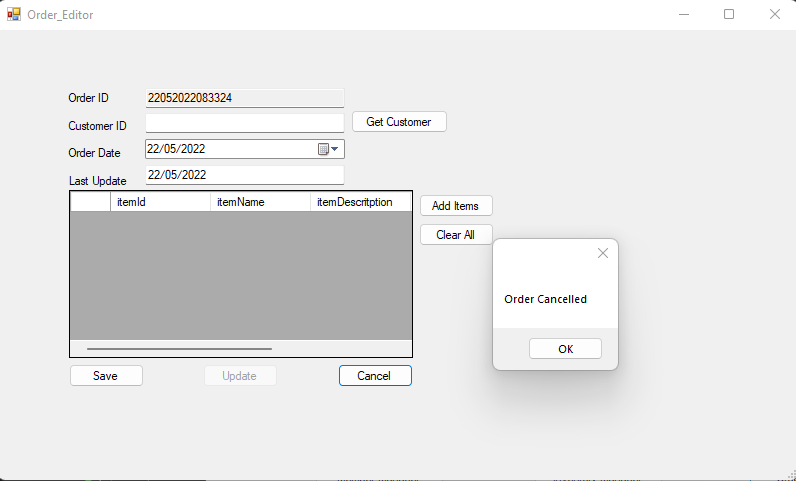 Order_Editor
Order ID 22052022083324
Customer ID Get Customer
Order Date 22/05/2022
Last Update 22/05/2022
itemId itemName itemDescritption
Add Items
Clear All
Order Cancelled
OK
Save Update Cancel